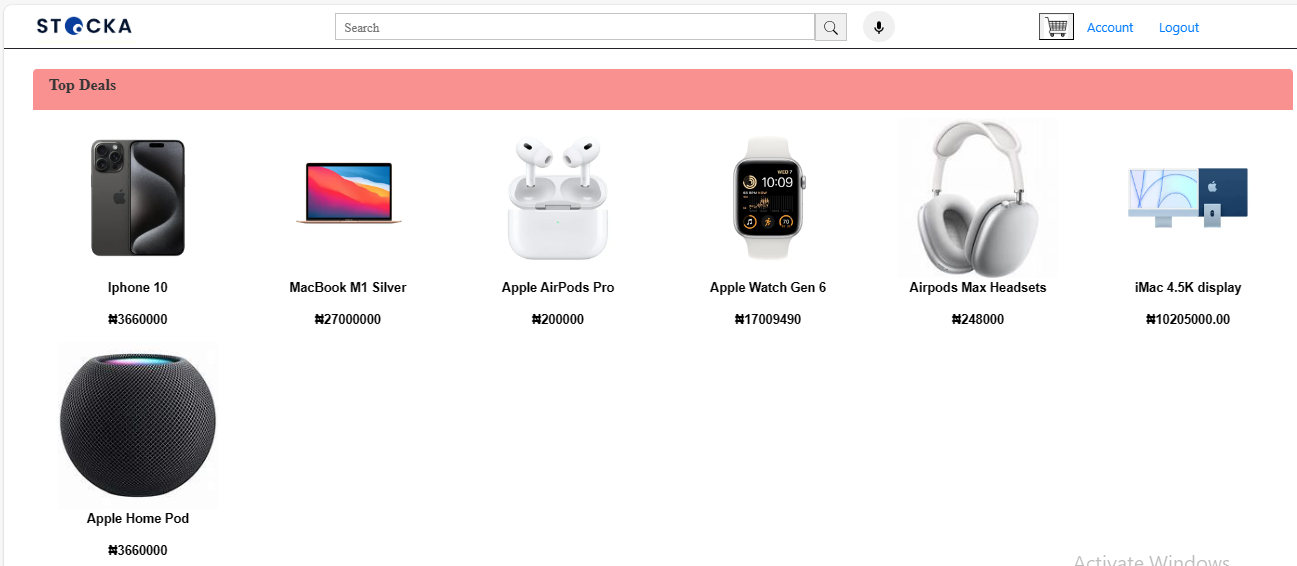 STOCKA
Search
Account Logout
Top Deals
WED 7
10:09
Iphone 10 MacBook M1 Silver Apple AirPods Pro Apple Watch Gen 6 Airpods Max Headsets iMac 4.5K display
₦3660000 ₦27000000 ₦200000 ₦17009490 ₦248000 ₦10205000.00
Apple Home Pod
₦3660000
Activate Windows